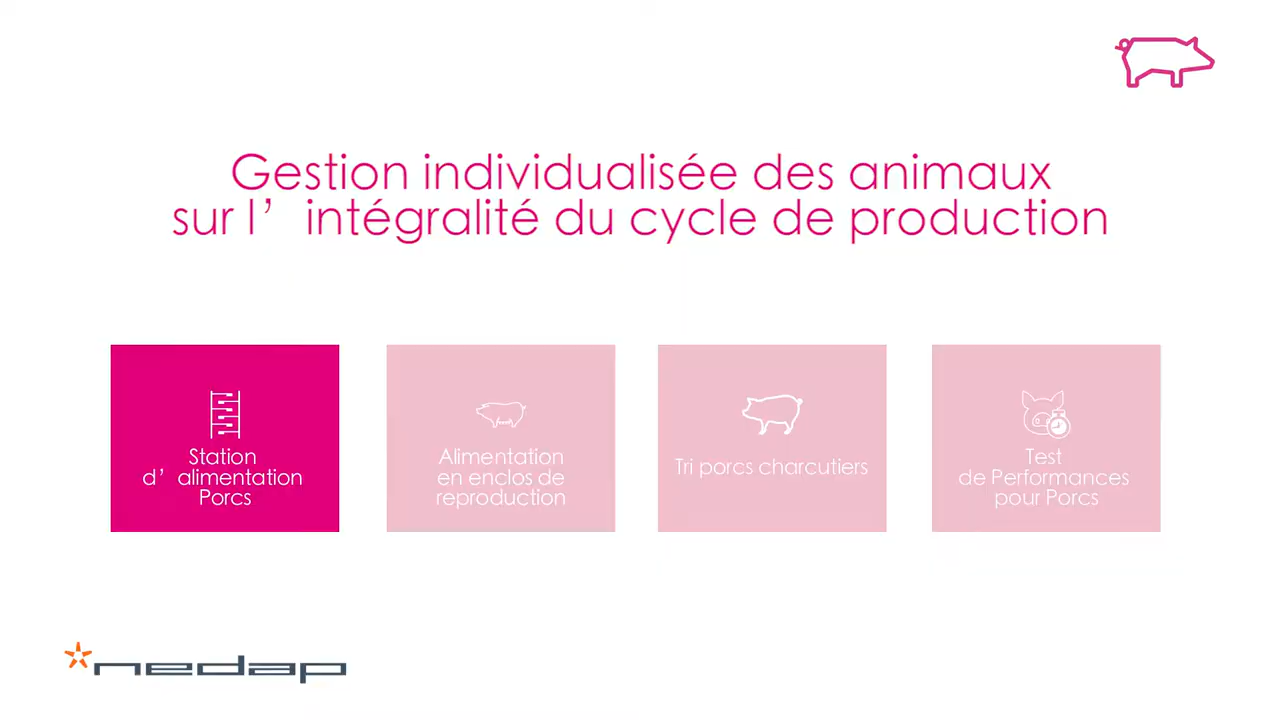 Gestion individualisée des animaux
sur l’ intégralité du cycle de production
Station
d’ alimentation
Porcs
Alimentation
en enclos de
reproduction
Tri porcs charcutiers
Test
de Performances
pour Porcs
nedap